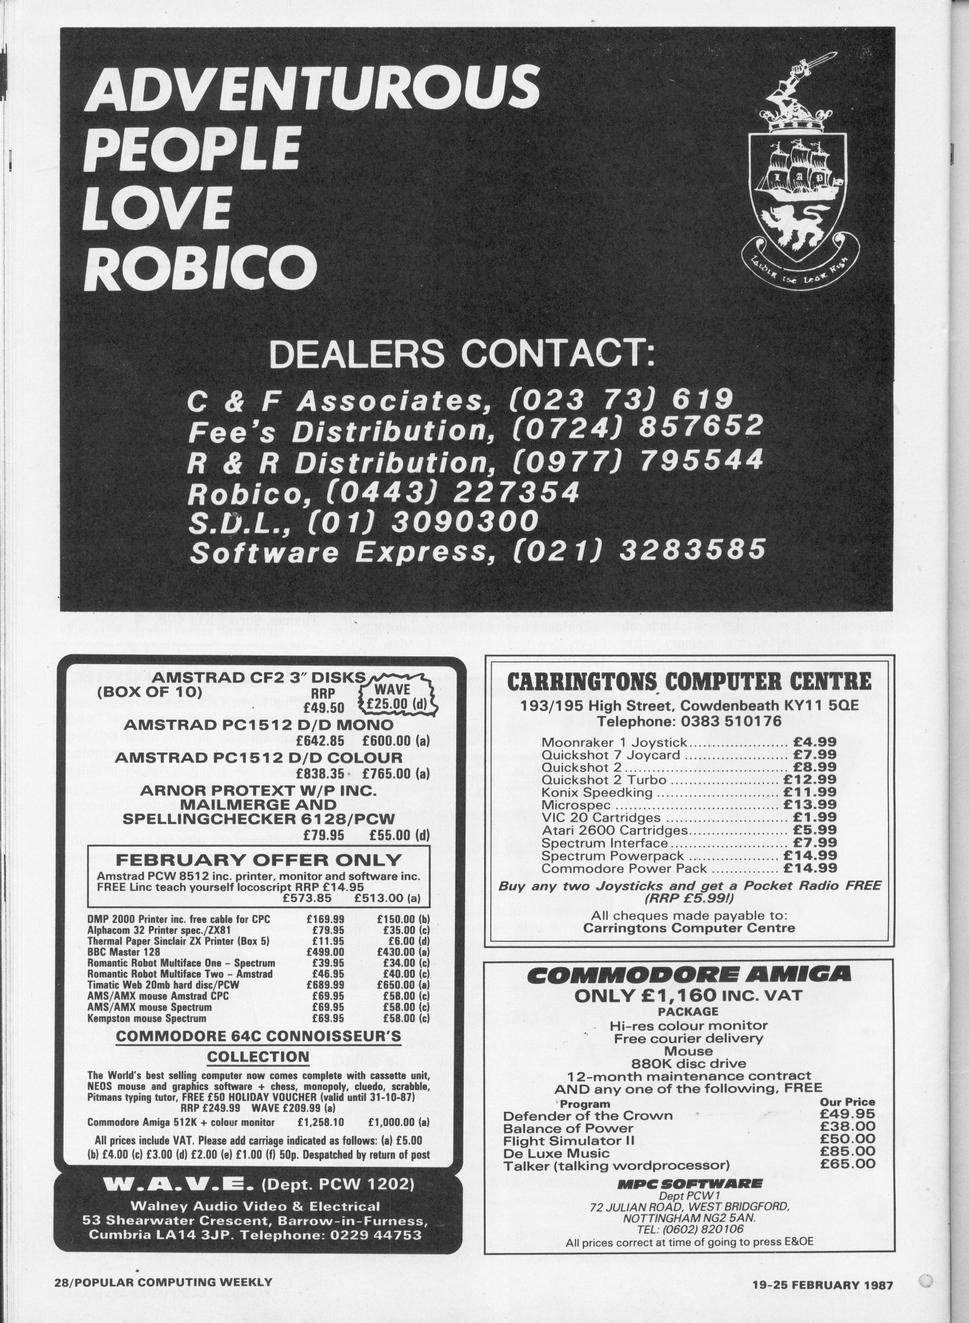 ADVENTUROUS
PEOPLE
LOVE
ROBICO
L A D
Laidir ise lear Righ
DEALERS CONTACT:
C & F Associates, (023 73) 619
Fee's Distribution, (0724) 857652
R & R Distribution, (0977) 795544
Robico, (0443) 227354
S.D.L., (01) 3090300
Software Express, (021) 3283585
AMSTRAD CF2 3" DISKS
(BOX OF 10) RRP WAVE
£49.50 £25.00 (d)
AMSTRAD PC1512 D/D MONO
£642.85 £600.00 (a)
AMSTRAD PC1512 D/D COLOUR
£838.35 £765.00 (a)
ARNOR PROTEXT W/P INC.
MAILMERGE AND
SPELLINGCHECKER 6128/PCW
£79.95 £55.00 (d)
FEBRUARY OFFER ONLY
Amstrad PCW 8512 inc. printer, monitor and software inc.
FREE Linc teach yourself locoscript RRP £14.95
£573.85 £513.00 (a)
DMP 2000 Printer inc. free cable for CPC £169.99 £150.00 (b)
Alphacom 32 Printer spec./ZX81 £79.95 £35.00 (c)
Thermal Paper Sinclair ZX Printer (Box 5) £11.95 £6.00 (d)
BBC Master 128 £499.00 £430.00 (a)
Romantic Robot Multiface One - Spectrum £39.95 £34.00 (c)
Romantic Robot Multiface Two - Amstrad £46.95 £40.00 (c)
Timatic Web 20mb hard disc/PCW £689.99 £650.00 (a)
AMS/AMX mouse Amstrad CPC £69.95 £58.00 (c)
AMS/AMX mouse Spectrum £69.95 £58.00 (c)
Kempston mouse Spectrum £69.95 £58.00 (c)
COMMODORE 64C CONNOISSEUR'S
COLLECTION
The World's best selling computer now comes complete with cassette unit,
NEOS mouse and graphics software + chess, monopoly, cluedo, scrabble,
Pitmans typing tutor, FREE £50 HOLIDAY VOUCHER (valid until 31-10-87)
RRP £249.99 WAVE £209.99 (a)
Commodore Amiga 512K + colour monitor £1,258.10 £1,000.00 (a)
All prices include VAT. Please add carriage indicated as follows: (a) £5.00
(b) £4.00 (c) £3.00 (d) £2.00 (e) £1.00 (f) 50p. Despatched by return of post
W.A.V.E. (Dept. PCW 1202)
Walney Audio Video & Electrical
53 Shearwater Crescent, Barrow-in-Furness,
Cumbria LA14 3JP. Telephone: 0229 44753
CARRINGTONS COMPUTER CENTRE
193/195 High Street, Cowdenbeath KY11 5QE
Telephone: 0383 510176
Moonraker 1 Joystick...................... £4.99
Quickshot 7 Joycard ....................... £7.99
Quickshot 2.................................... £8.99
Quickshot 2 Turbo ........................ £12.99
Konix Speedking ........................... £11.99
Microspec .................................... £13.99
VIC 20 Cartridges ........................... £1.99
Atari 2600 Cartridges...................... £5.99
Spectrum Interface.......................... £7.99
Spectrum Powerpack .................... £14.99
Commodore Power Pack ............... £14.99
Buy any two Joysticks and get a Pocket Radio FREE
(RRP £5.99!)
All cheques made payable to:
Carringtons Computer Centre
COMMODORE AMIGA
ONLY £1,160 INC. VAT
PACKAGE
Hi-res colour monitor
Free courier delivery
Mouse
880K disc drive
12-month maintenance contract
AND any one of the following, FREE
Program Our Price
Defender of the Crown £49.95
Balance of Power £38.00
Flight Simulator II £50.00
De Luxe Music £85.00
Talker (talking wordprocessor) £65.00
MPC SOFTWARE
Dept PCW1
72 JULIAN ROAD, WEST BRIDGFORD,
NOTTINGHAM NG2 5AN.
TEL: (0602) 820106
All prices correct at time of going to press E&OE
28/POPULAR COMPUTING WEEKLY
19-25 FEBRUARY 1987